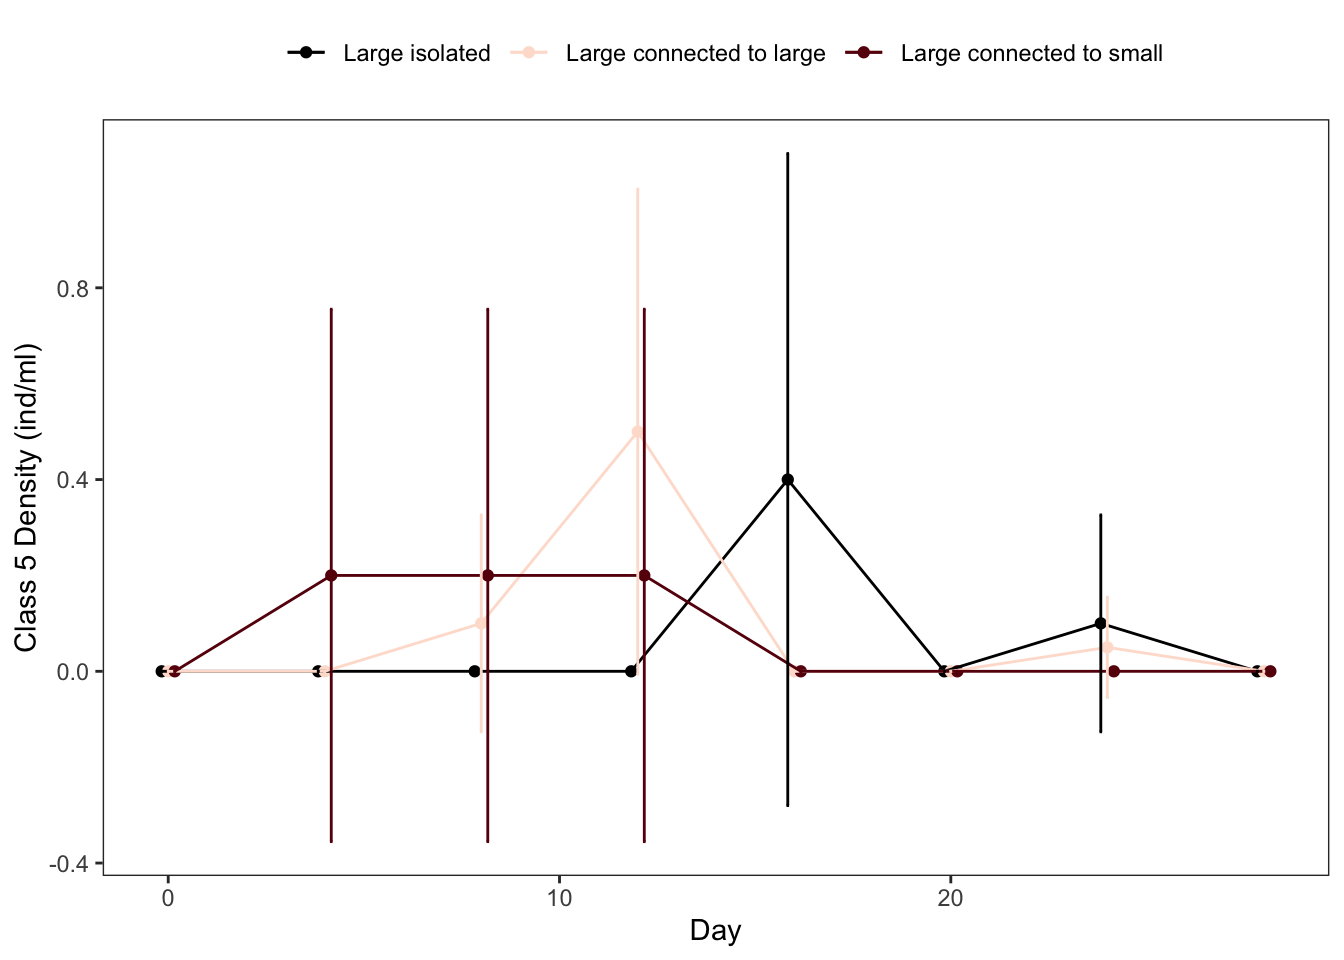 Large isolated Large connected to large Large connected to small
Class 5 Density (ind/ml)
0.8
0.4
0.0
-0.4
0 10 20
Day